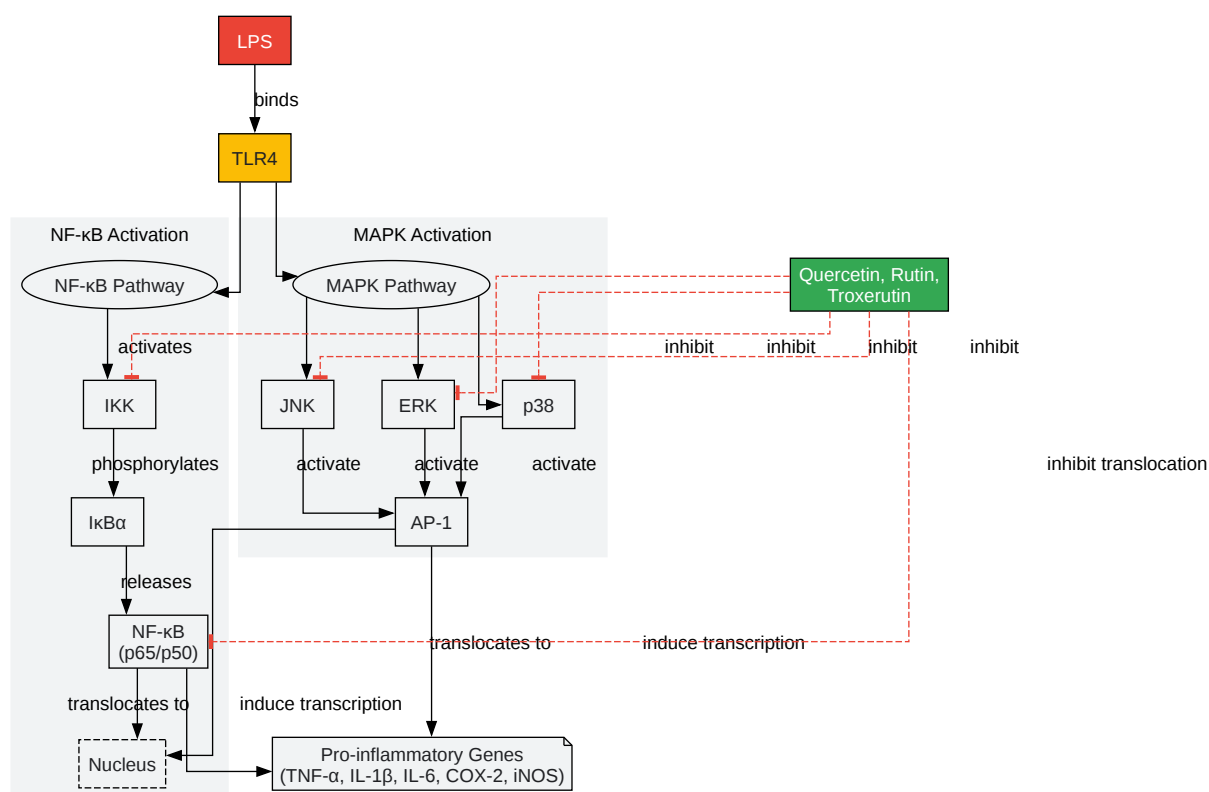 LPS
binds
TLR4
NF-κB Activation
MAPK Activation
NF-κB Pathway
MAPK Pathway
Quercetin, Rutin,
Troxerutin
activates
inhibit
inhibit
inhibit
inhibit
IKK
JNK
ERK
p38
phosphorylates
activate
activate
activate
inhibit translocation
IκBα
AP-1
releases
NF-κB
(p65/p50)
translocates to
induce transcription
translocates to
induce transcription
Nucleus
Pro-inflammatory Genes
(TNF-α, IL-1β, IL-6, COX-2, iNOS)